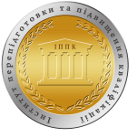 Інститут перепідготовки та підвищення кваліфікації
ІППК